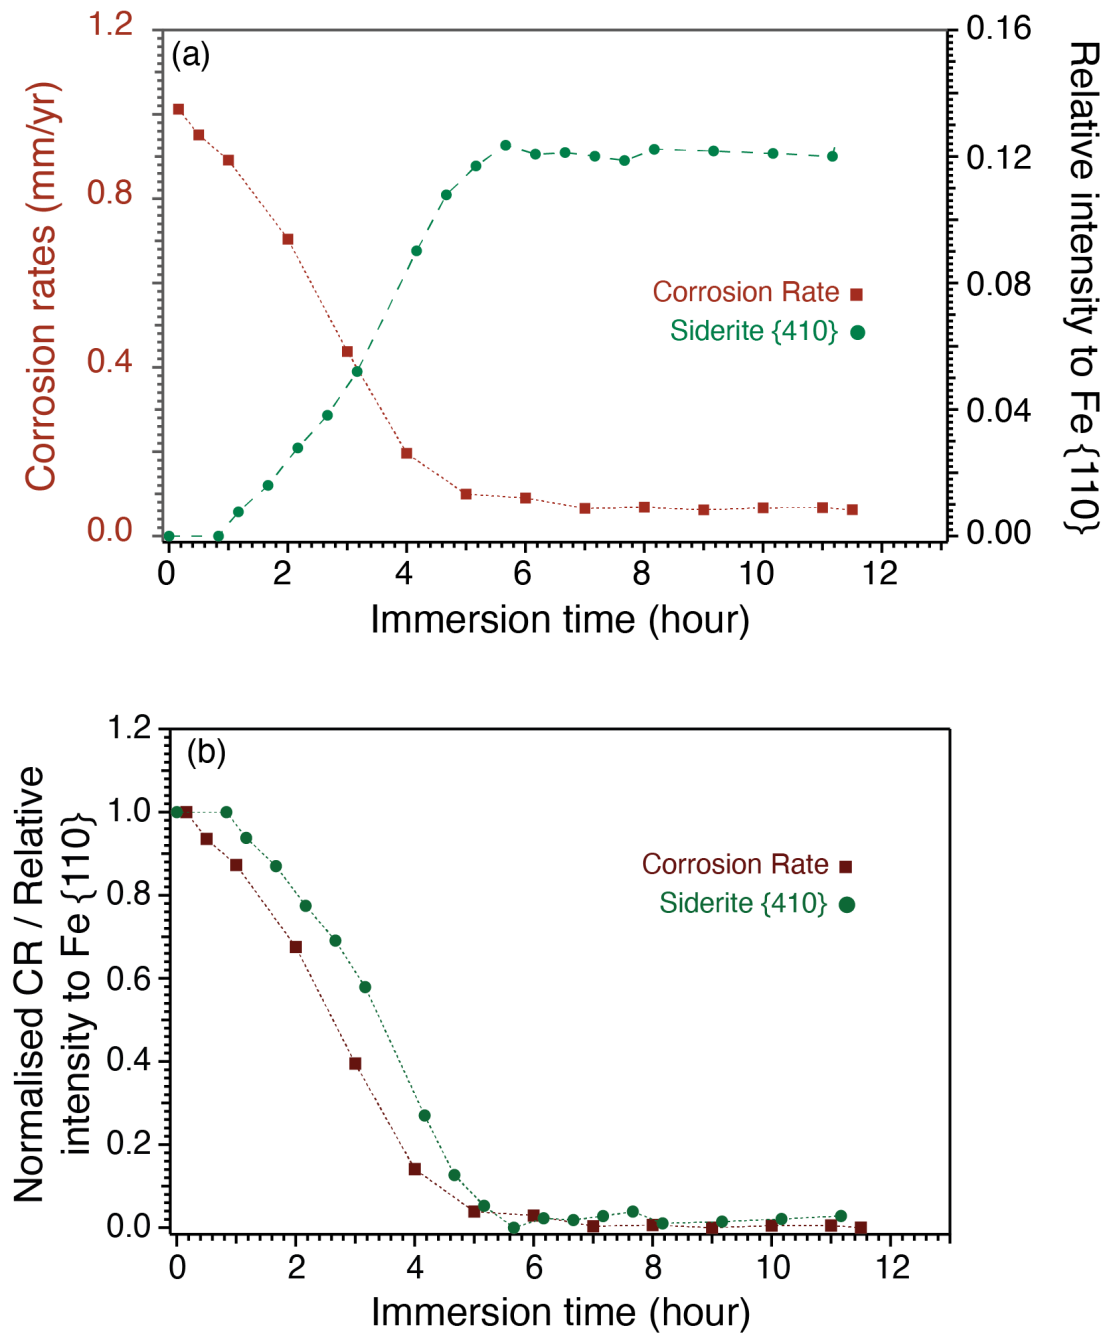 (a)
Corrosion rates (mm/yr)
1.2
0.8
0.4
0.0
0.16
0.12
0.08
0.04
0.00
Relative intensity to Fe {110}
Corrosion Rate
Siderite {410}
0 2 4 6 8 10 12
Immersion time (hour)
(b)
Normalised CR / Relative
intensity to Fe {110}
1.2
1.0
0.8
0.6
0.4
0.2
0.0
Corrosion Rate
Siderite {410}
0 2 4 6 8 10 12
Immersion time (hour)